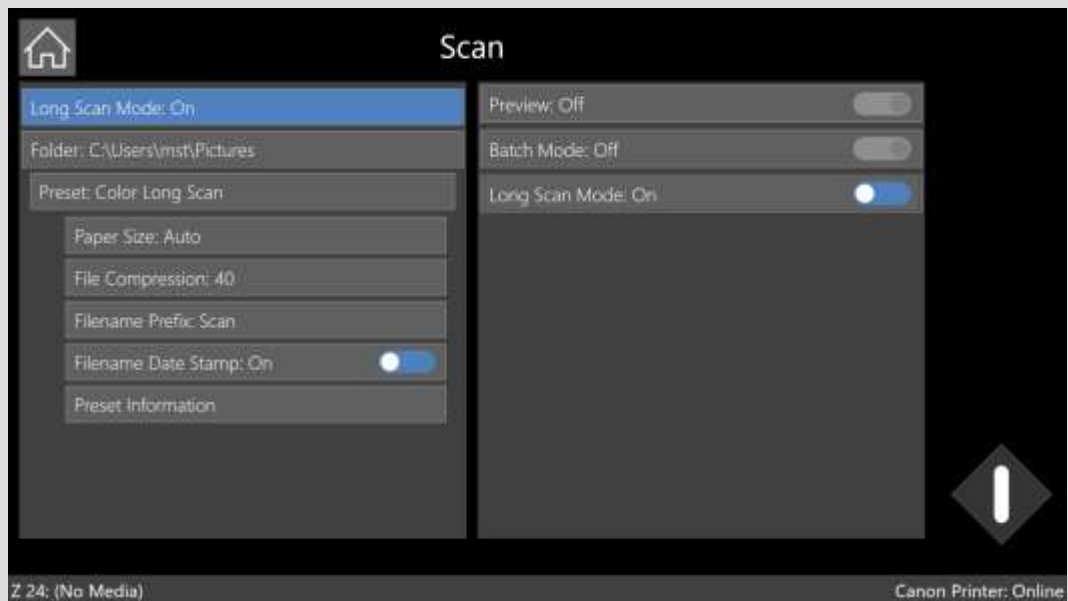 Scan
Long Scan Mode: On
Folder: C:\Users\mst\Pictures
Preset: Color Long Scan
Paper Size: Auto
File Compression: 40
Filename Prefix: Scan
Filename Date Stamp: On
Preset Information
Preview: Off
Batch Mode: Off
Long Scan Mode: On
Z 24: (No Media)
Canon Printer: Online